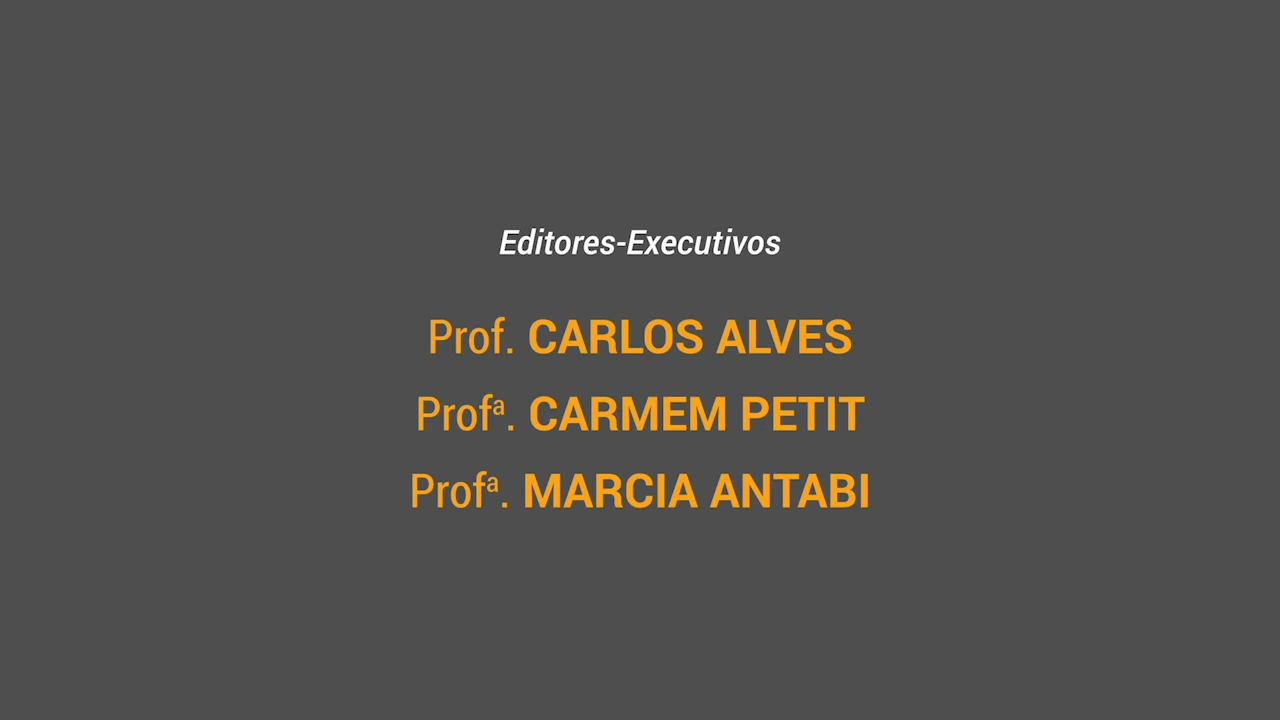 Editores-Executivos
Prof. CARLOS ALVES
Profª. CARMEM PETIT
Profª. MARCIA ANTABI